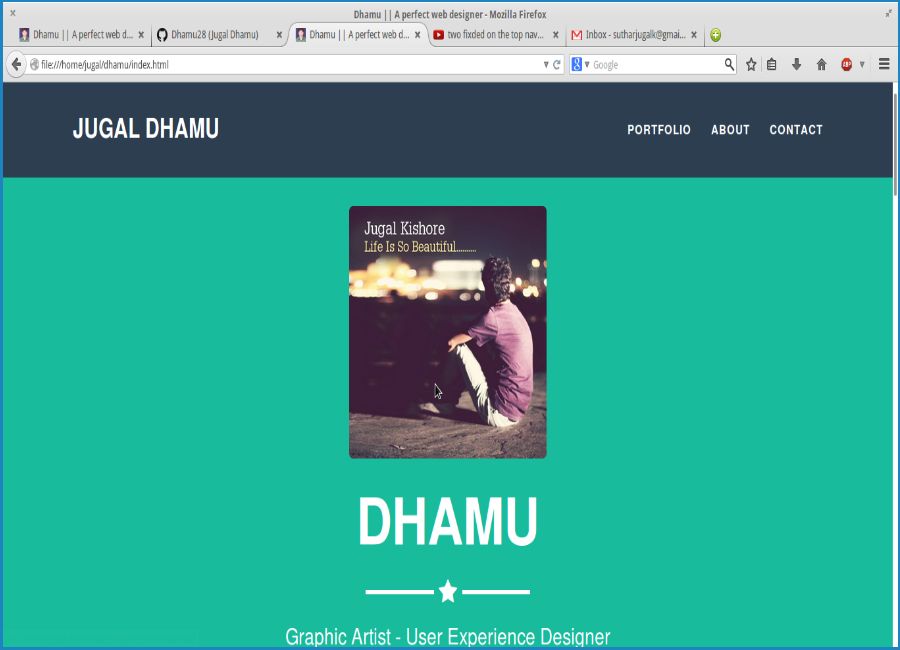 Dhamu || A perfect web designer - Mozilla Firefox
Dhamu || A perfect web d...
Dhamu28 (Jugal Dhamu)
Dhamu || A perfect web d...
two fixded on the top nav...
Inbox - sutharjugalk@gmai...
file:///home/jugal/dhamu/index.html
Google
ABP
JUGAL DHAMU
PORTFOLIO ABOUT CONTACT
Jugal Kishore
Life Is So Beautiful..........
DHAMU
Graphic Artist - User Experience Designer